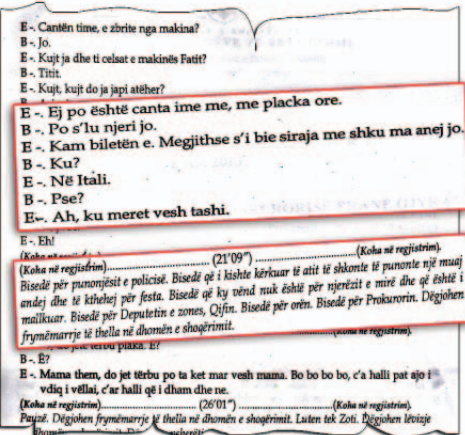 E -. Cantën time, e zbrite nga makina?
B -. Jo.
E -. Kujt ja dhe ti celsat e makinës Fatit?
B -. Titit.
E -. Kujt, kujt do ja japi atëher?
E -. Ej po është canta ime me, me placka ore.
B -. Po s'lu njeri jo.
E -. Kam biletën e. Megjithse s'i bie siraja me shku ma anej jo.
B -. Ku?
E -. Në Itali.
B -. Pse?
E -. Ah, ku meret vesh tashi.
E -. Eh!
(Koha në regjistrim)
(Koha në regjistrim)..........................(21'09")..........................(Koha në regjistrim).
Bisedë për punonjësit e policisë. Bisedë që i kishte kërkuar të atit të shkonte të punonte një muaj
andej dhe të kthehej për festa. Bisedë që ky vënd nuk është për njerëzit e mirë dhe që është i
mallkuar. Bisedë për Deputetin e zones, Qifin. Bisedë për orën. Bisedë për Prokurorin. Dëgjohen
frymëmarrje të thella në dhomën e shoqërimit.
(Koha në regjistrim).
plaka. E?
B -. E?
E -. Mama them, do jet tërbu po ta ket mar vesh mama. Bo bo bo bo, c'a halli pat ajo i
vdiq i vëllai, c'ar halli që i dham dhe ne.
(Koha në regjistrim)..........................(26'01")..........................(Koha në regjistrim).
Pauzë. Dëgjohen frymëmarrje të thella në dhomën e shoqërimit. Luten tek Zoti. Dëgjohen lëvizje